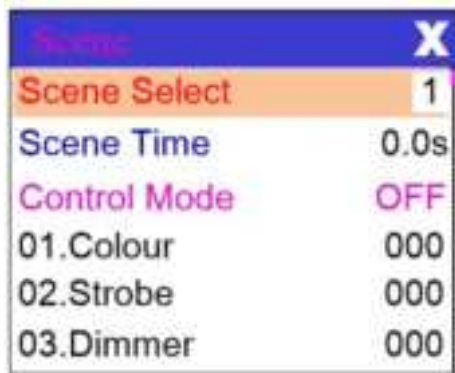 Scene X
Scene Select 1
Scene Time 0.0s
Control Mode OFF
01.Colour 000
02.Strobe 000
03.Dimmer 000